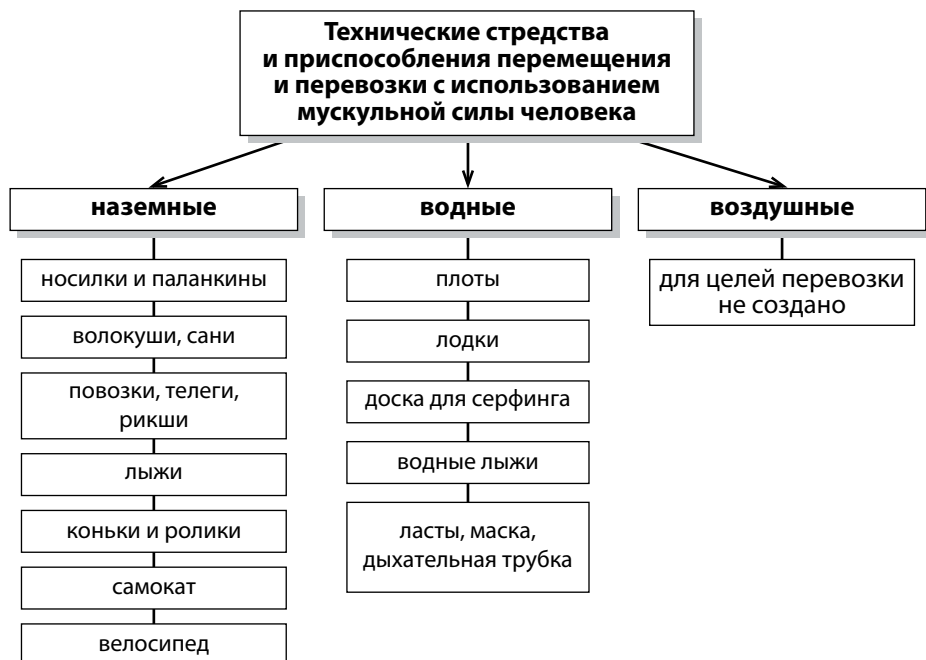 Технические стредства
и приспособления перемещения
и перевозки с использованием
мускульной силы человека
наземные
носилки и паланкины
волокуши, сани
повозки, телеги,
рикши
лыжи
коньки и ролики
самокат
велосипед
водные
плоты
лодки
доска для серфинга
водные лыжи
ласты, маска,
дыхательная трубка
воздушные
для целей перевозки
не создано